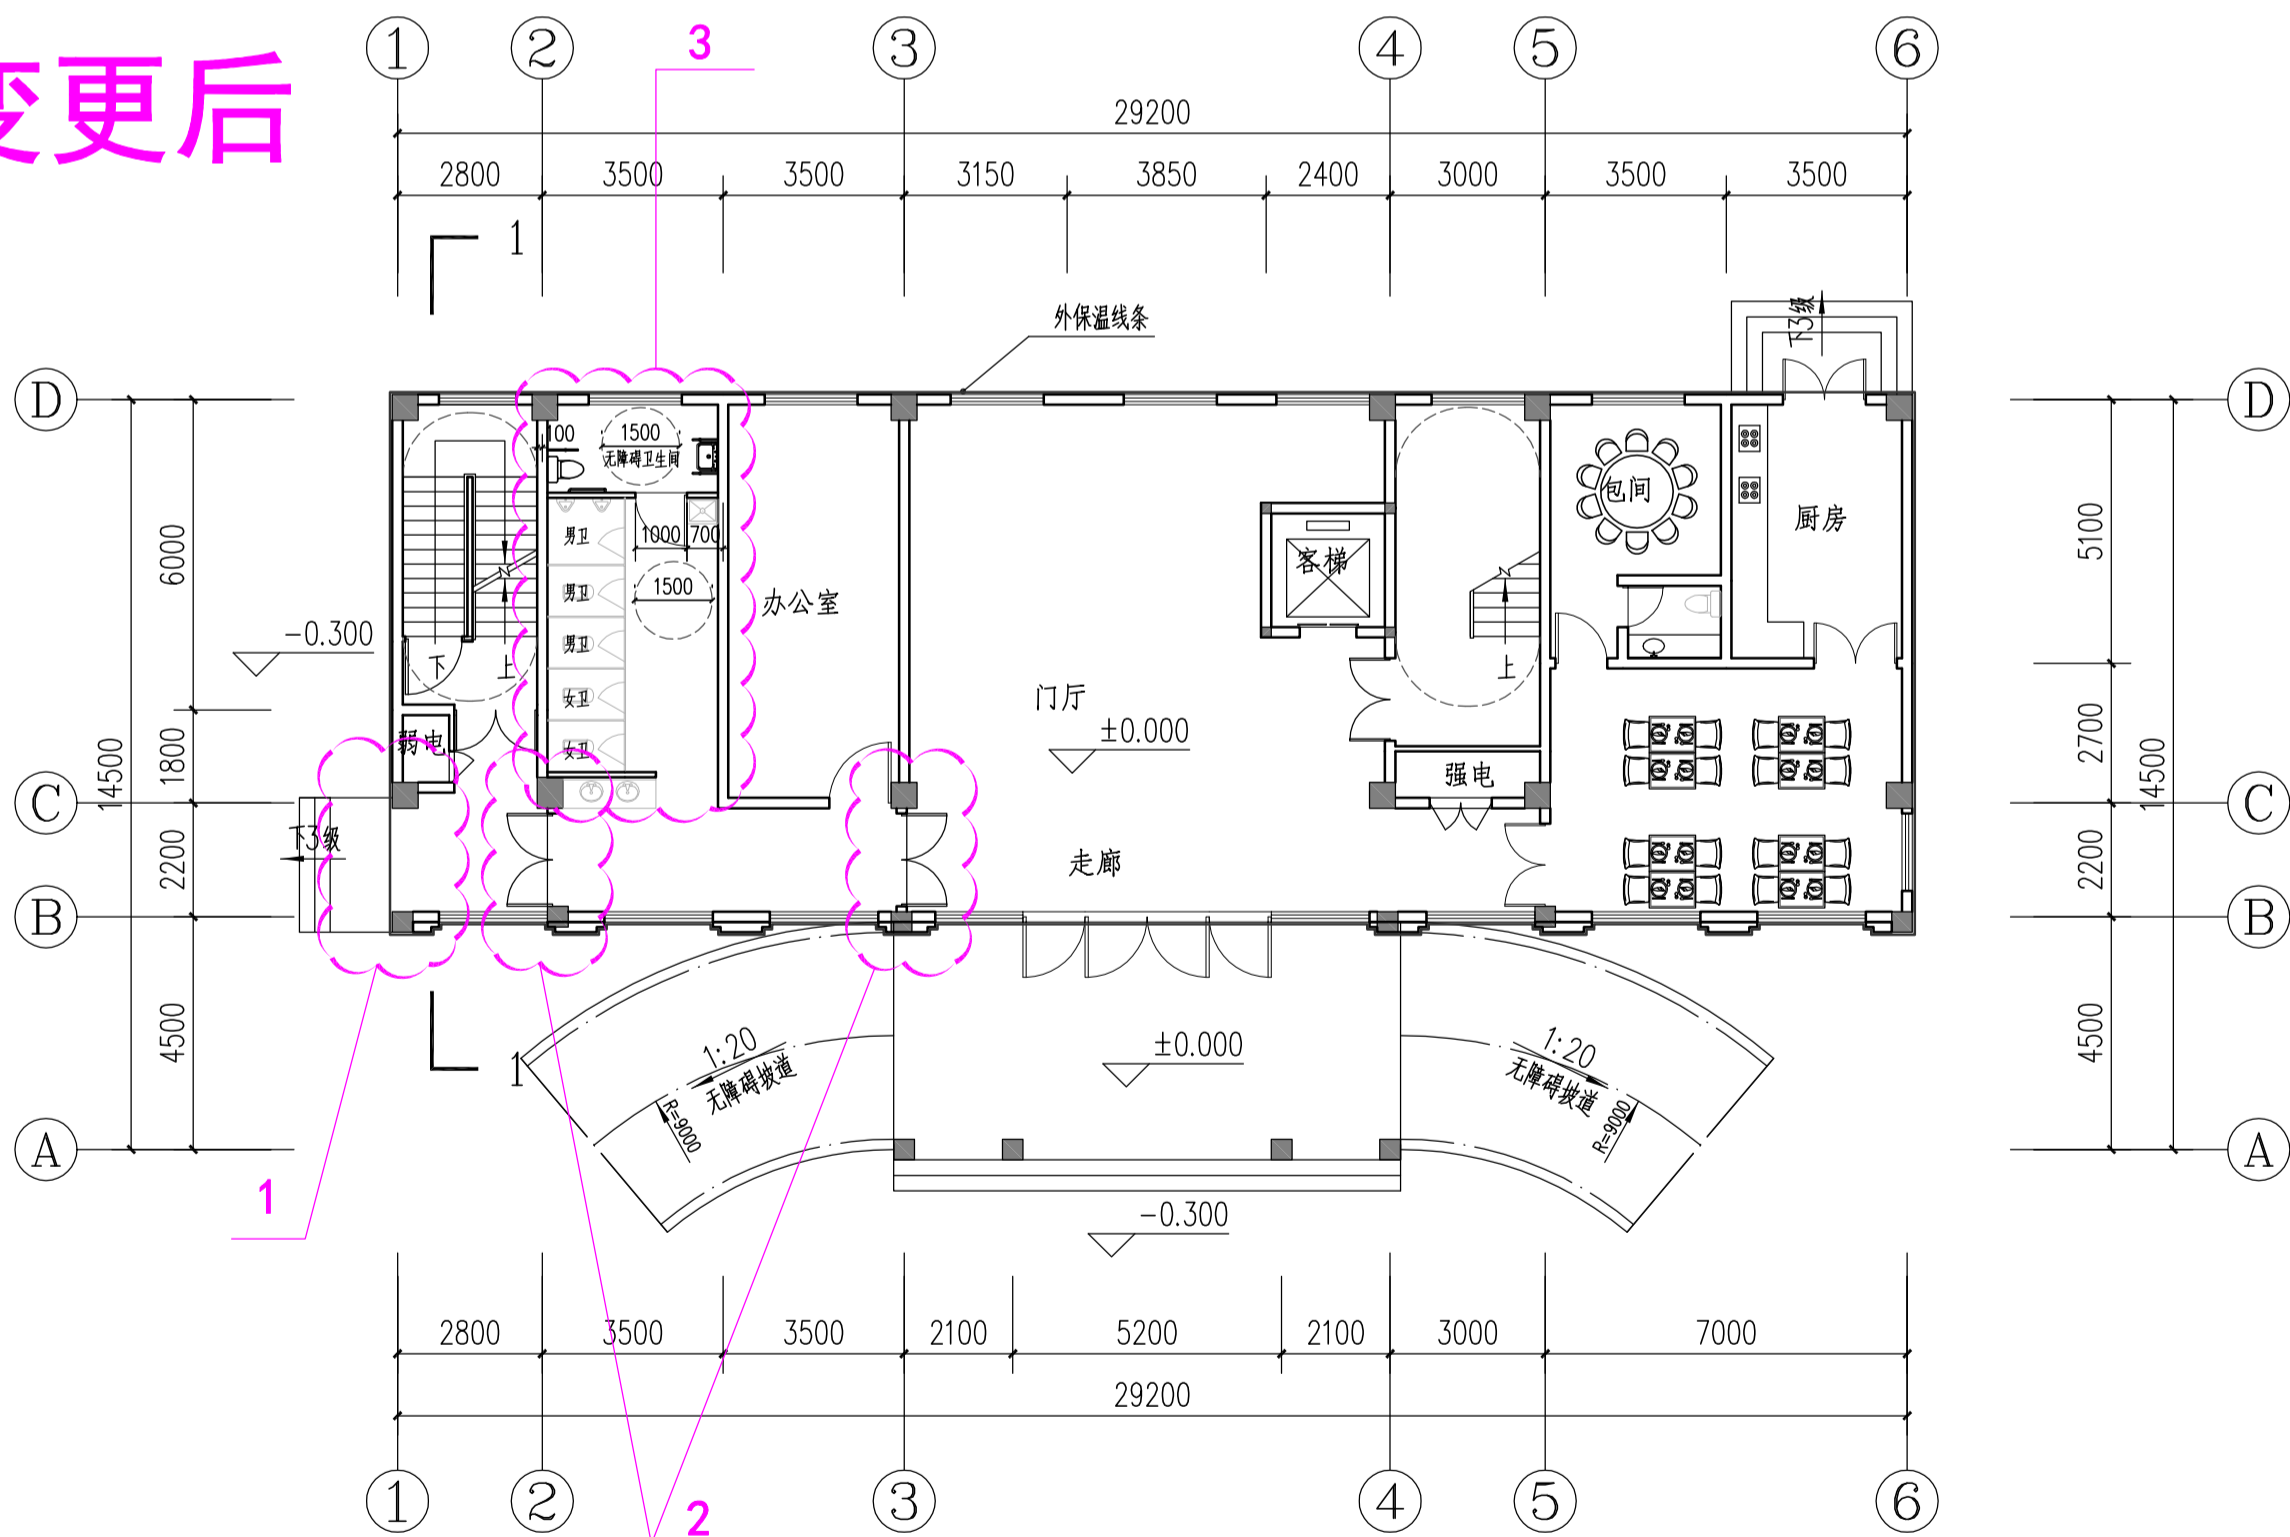 变更后
1 2 3 4 5 6
3
29200
2800 3500 3500 3150 3850 2400 3000 3500 3500
1
外保温线条
下3级
D D
100 1500
无障碍卫生间
包间
厨房
男卫 1000 700
客梯
6000 5100
男卫 1500
办公室
男卫
-0.300
下 上 上
女卫
门厅
±0.000
弱电 女卫
强电
14500 1800 2700 14500
C C
下3级
走廊
2200 2200
B B
4500 4500
±0.000
1:20 1:20
无障碍坡道 无障碍坡道
R=9000 R=9000
1
A A
1
-0.300
2800 3500 3500 2100 5200 2100 3000 7000
29200
1 2 3 4 5 6
2